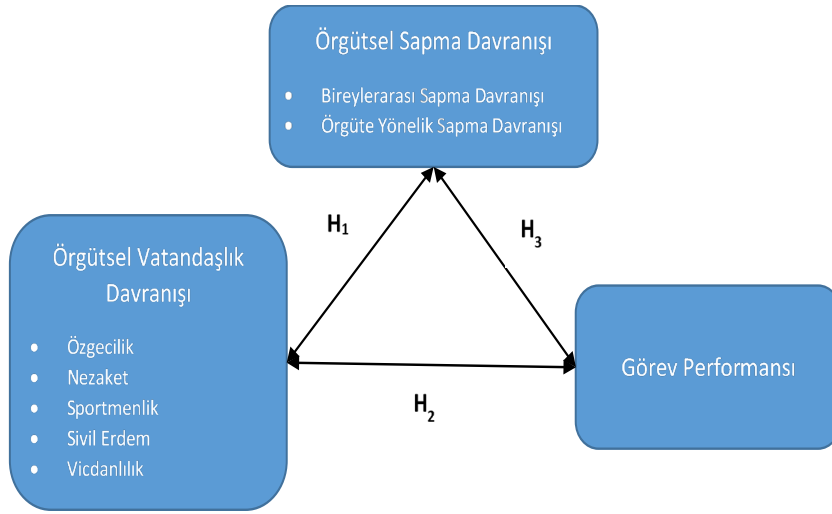 Örgütsel Sapma Davranışı
• Bireylerarası Sapma Davranışı
• Örgüte Yönelik Sapma Davranışı
H1
H3
Örgütsel Vatandaşlık
Davranışı
• Özgecilik
• Nezaket
• Sportmenlik
• Sivil Erdem
• Vicdanlılık
Görev Performansı
H2